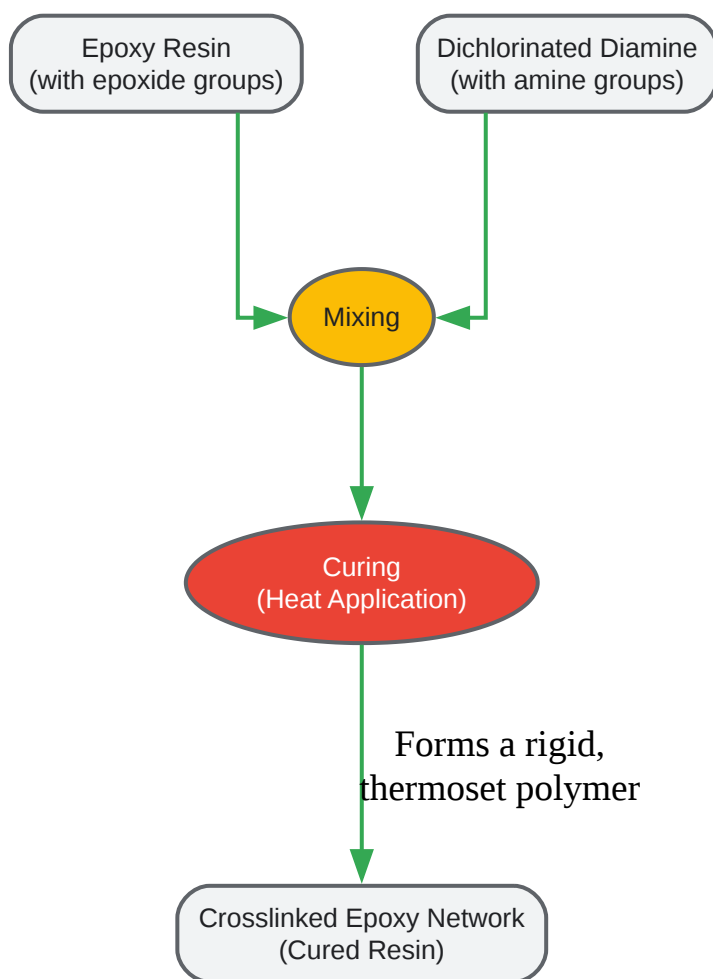 Epoxy Resin
(with epoxide groups)
Dichlorinated Diamine
(with amine groups)
Mixing
Curing
(Heat Application)
Forms a rigid,
thermoset polymer
Crosslinked Epoxy Network
(Cured Resin)